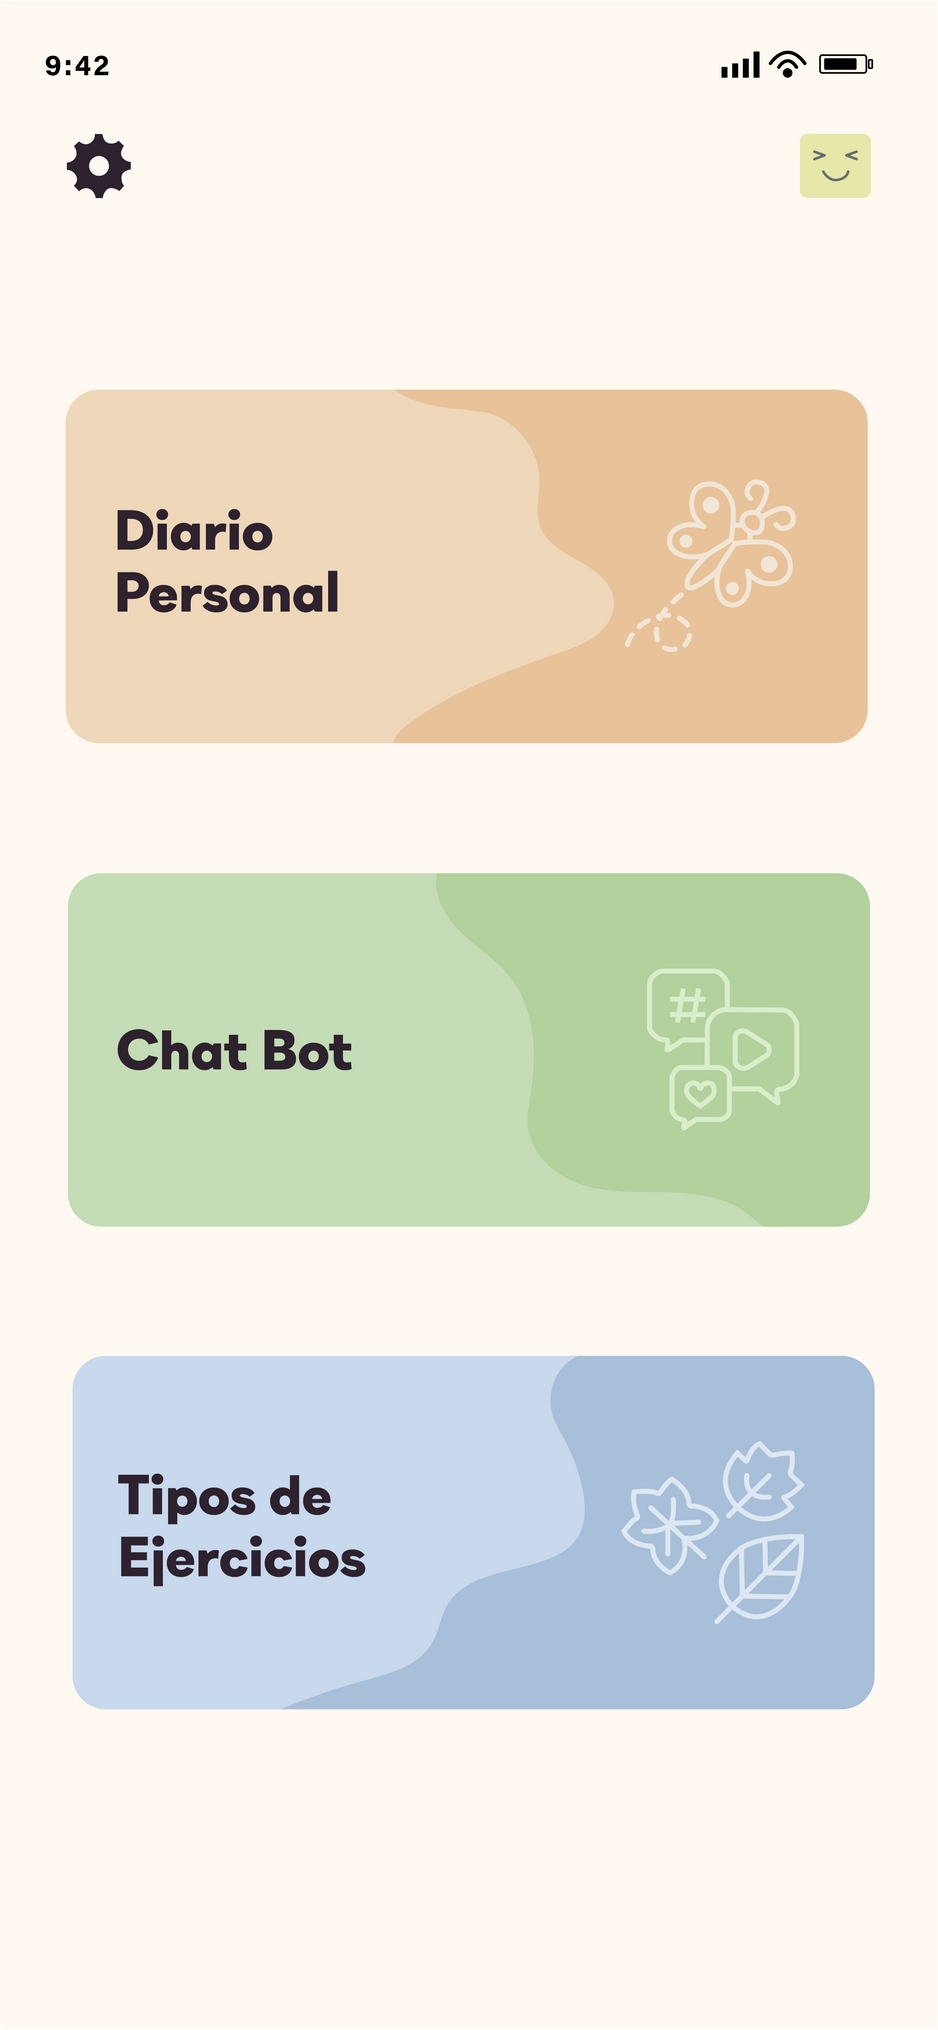 9:42
Diario
Personal
Chat Bot
Tipos de
Ejercicios